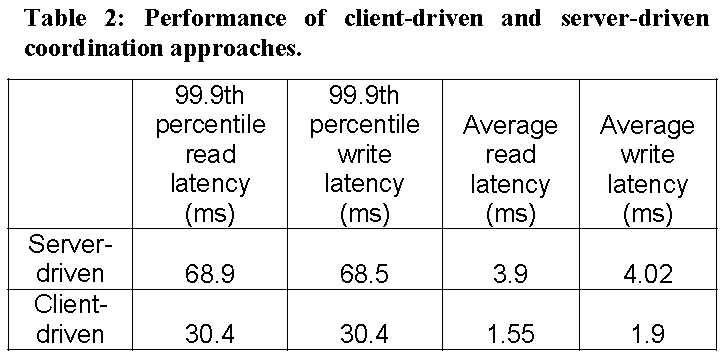 Table 2: Performance of client-driven and server-driven
coordination approaches.
99.9th percentile read latency (ms) 99.9th percentile write latency (ms) Average read latency (ms) Average write latency (ms)
Server-driven 68.9 68.5 3.9 4.02
Client-driven 30.4 30.4 1.55 1.9